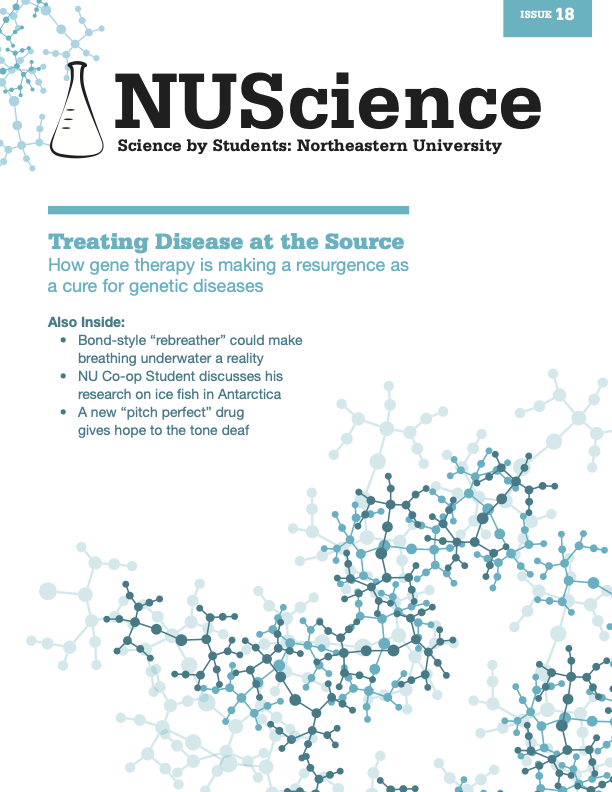 ISSUE 18
NUScience
Science by Students: Northeastern University
Treating Disease at the Source
How gene therapy is making a resurgence as
a cure for genetic diseases
Also Inside:
• Bond-style “rebreather” could make
breathing underwater a reality
• NU Co-op Student discusses his
research on ice fish in Antarctica
• A new “pitch perfect” drug
gives hope to the tone deaf